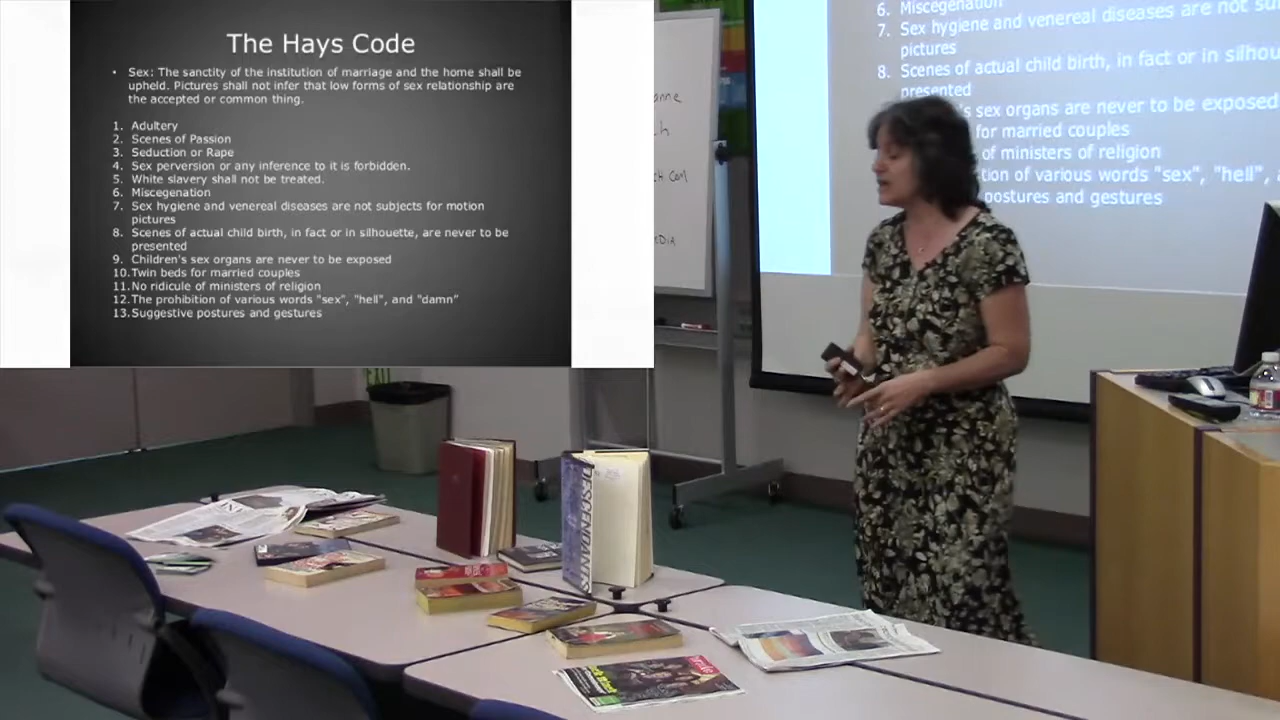 The Hays Code
• Sex: The sanctity of the institution of marriage and the home shall be
upheld. Pictures shall not infer that low forms of sex relationship are
the accepted or common thing.
1. Adultery
2. Scenes of Passion
3. Seduction or Rape
4. Sex perversion or any inference to it is forbidden.
5. White slavery shall not be treated.
6. Miscegenation
7. Sex hygiene and venereal diseases are not subjects for motion
pictures
8. Scenes of actual child birth, in fact or in silhouette, are never to be
presented
9. Children's sex organs are never to be exposed
10. Twin beds for married couples
11. No ridicule of ministers of religion
12. The prohibition of various words "sex", "hell", and "damn"
13. Suggestive postures and gestures
6. Miscegenation
7. Sex hygiene and venereal diseases are not
pictures
8. Scenes of actual child birth, in fact or in
presented
sex organs are never to be exposed
for married couples
of ministers of religion
of various words "sex", "hell",
postures and gestures
DESCENDANTS